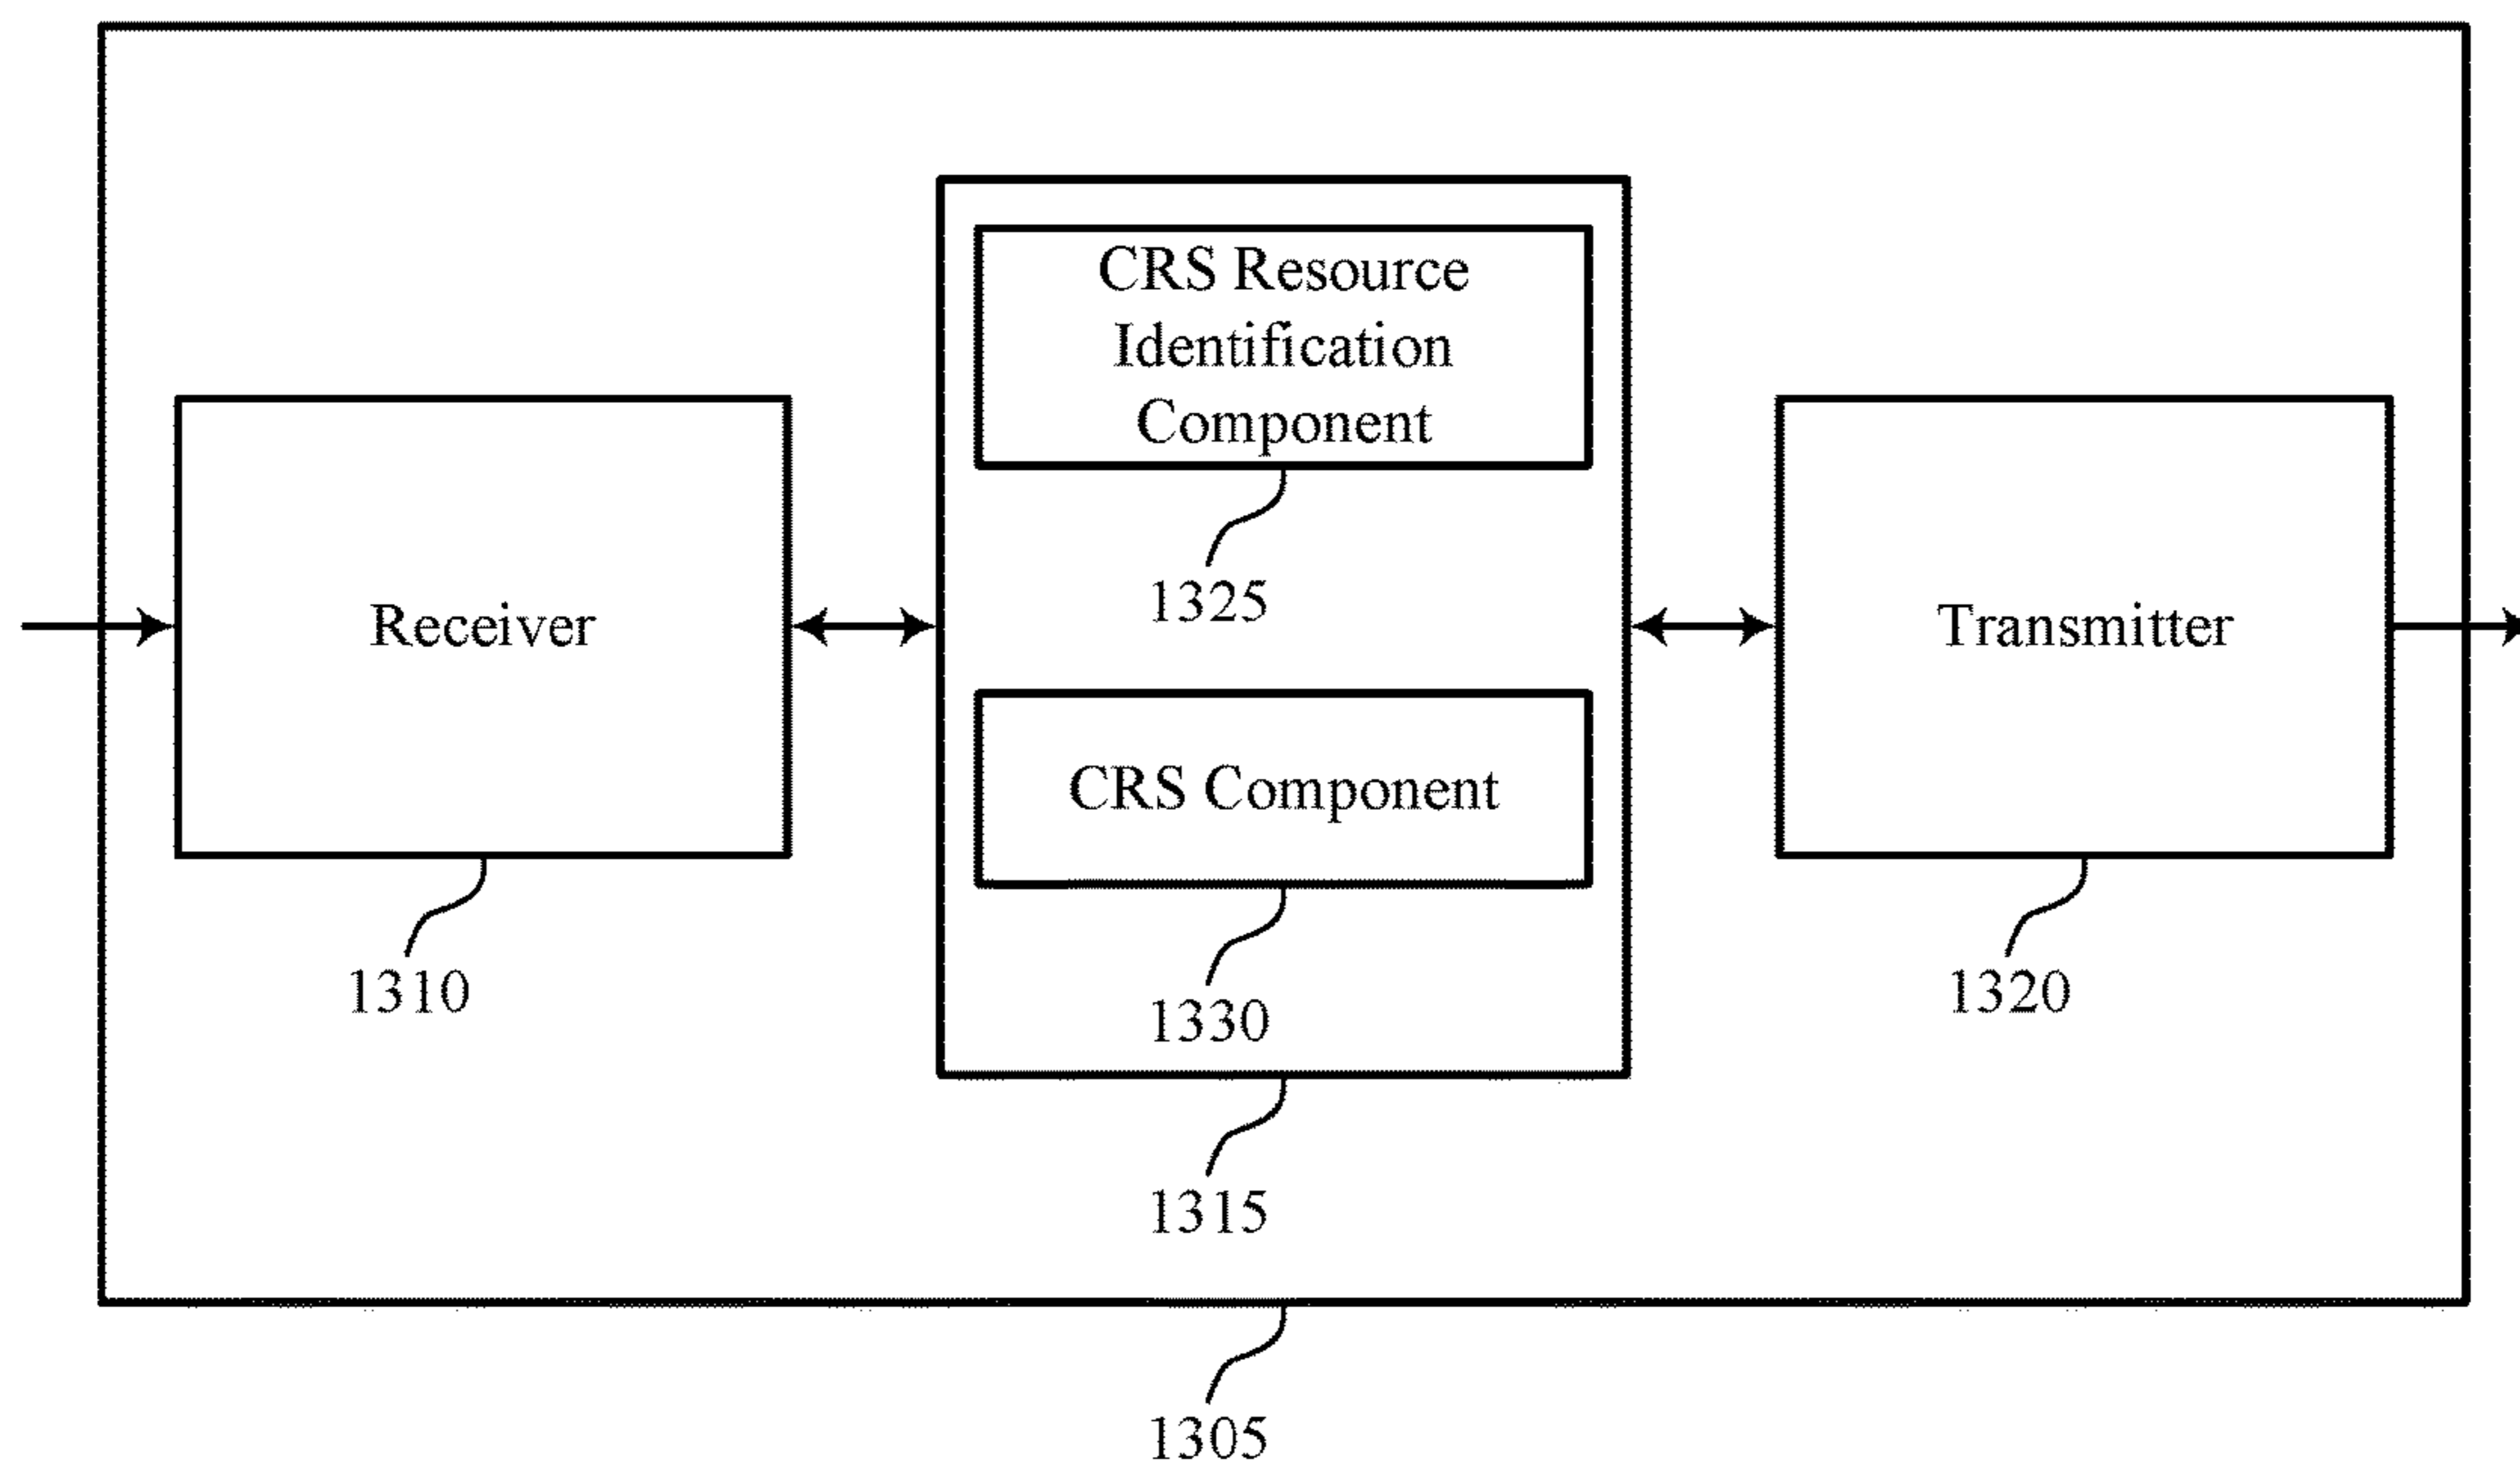 CRS Resource
Identification
Component
1325
Receiver
Transmitter
CRS Component
1310
1330
1320
1315
1305